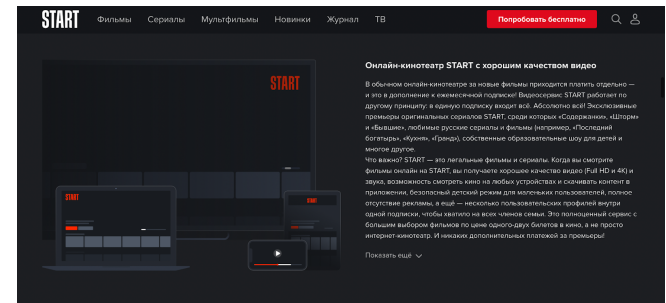 START Фильмы Сериалы Мультфильмы Новинки Журнал ТВ Попробовать бесплатно
Онлайн-кинотеатр START с хорошим качеством видео
В обычном онлайн-кинотеатре за новые фильмы приходится платить отдельно —
и это в дополнение к ежемесячной подписке! Видеосервис START работает по
другому принципу: в единую подписку входит всё. Абсолютно всё! Эксклюзивные
премьеры оригинальных сериалов START, среди которых «Содержанки», «Шторм»
и «Бывшие», любимые русские сериалы и фильмы (например, «Последний
богатырь», «Кухня», «Гранд»), собственные образовательные шоу для детей и
многое другое.
Что важно? START — это легальные фильмы и сериалы. Когда вы смотрите
фильмы онлайн на START, вы получаете хорошее качество видео (Full HD и 4K) и
звука, возможность смотреть кино на любых устройствах и скачивать контент в
приложении, безопасный детский режим для маленьких пользователей, полное
отсутствие рекламы, а ещё — несколько пользовательских профилей внутри
одной подписки, чтобы хватило на всех членов семьи. Это полноценный сервис с
большим выбором фильмов по цене одного-двух билетов в кино, а не просто
интернет-кинотеатр. И никаких дополнительных платежей за премьеры!
Показать ещё
START
START
START